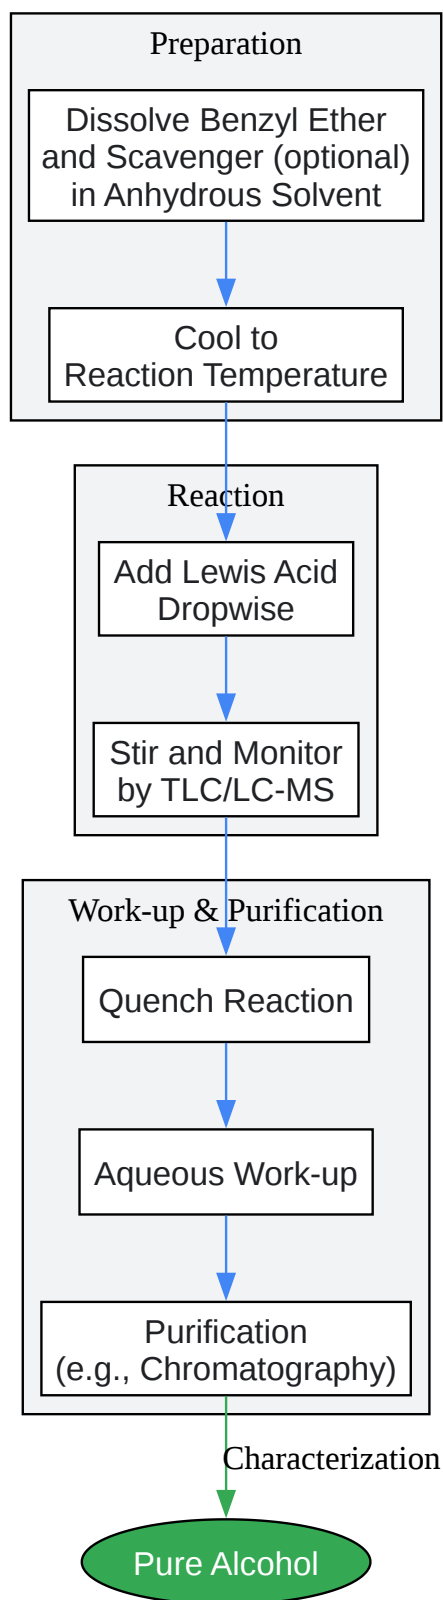 Preparation
Dissolve Benzyl Ether
and Scavenger (optional)
in Anhydrous Solvent
Cool to
Reaction Temperature
Reaction
Add Lewis Acid
Dropwise
Stir and Monitor
by TLC/LC-MS
Work-up & Purification
Quench Reaction
Aqueous Work-up
Purification
(e.g., Chromatography)
Characterization
Pure Alcohol